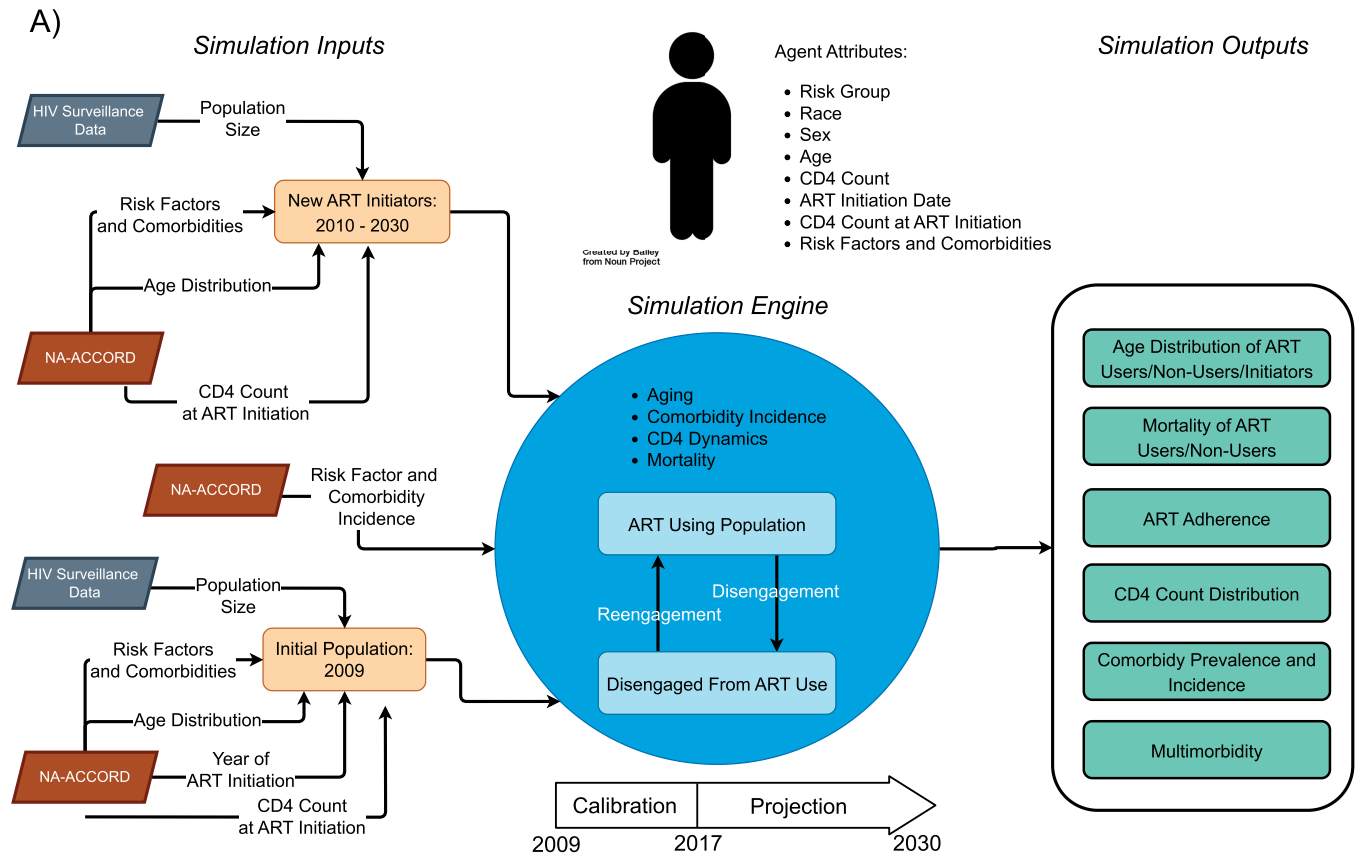 A)
Simulation Inputs
HIV Surveillance
Data
Population
Size
Risk Factors
and Comorbidities
New ART Initiators:
2010 - 2030
Age Distribution
NA-ACCORD
CD4 Count
at ART Initiation
NA-ACCORD
Risk Factor and
Comorbidity
Incidence
HIV Surveillance
Data
Population
Size
Risk Factors
and Comorbidities
Initial Population:
2009
Age Distribution
NA-ACCORD
Year of
ART Initiation
CD4 Count
at ART Initiation
Agent Attributes:
• Risk Group
• Race
• Sex
• Age
• CD4 Count
• ART Initiation Date
• CD4 Count at ART Initiation
• Risk Factors and Comorbidities
Created by Bailey
from Noun Project
Simulation Engine
• Aging
• Comorbidity Incidence
• CD4 Dynamics
• Mortality
ART Using Population
Disengagement
Reengagement
Disengaged From ART Use
Calibration
Projection
2009
2017
2030
Simulation Outputs
Age Distribution of ART
Users/Non-Users/Initiators
Mortality of ART
Users/Non-Users
ART Adherence
CD4 Count Distribution
Comorbidy Prevalence and
Incidence
Multimorbidity